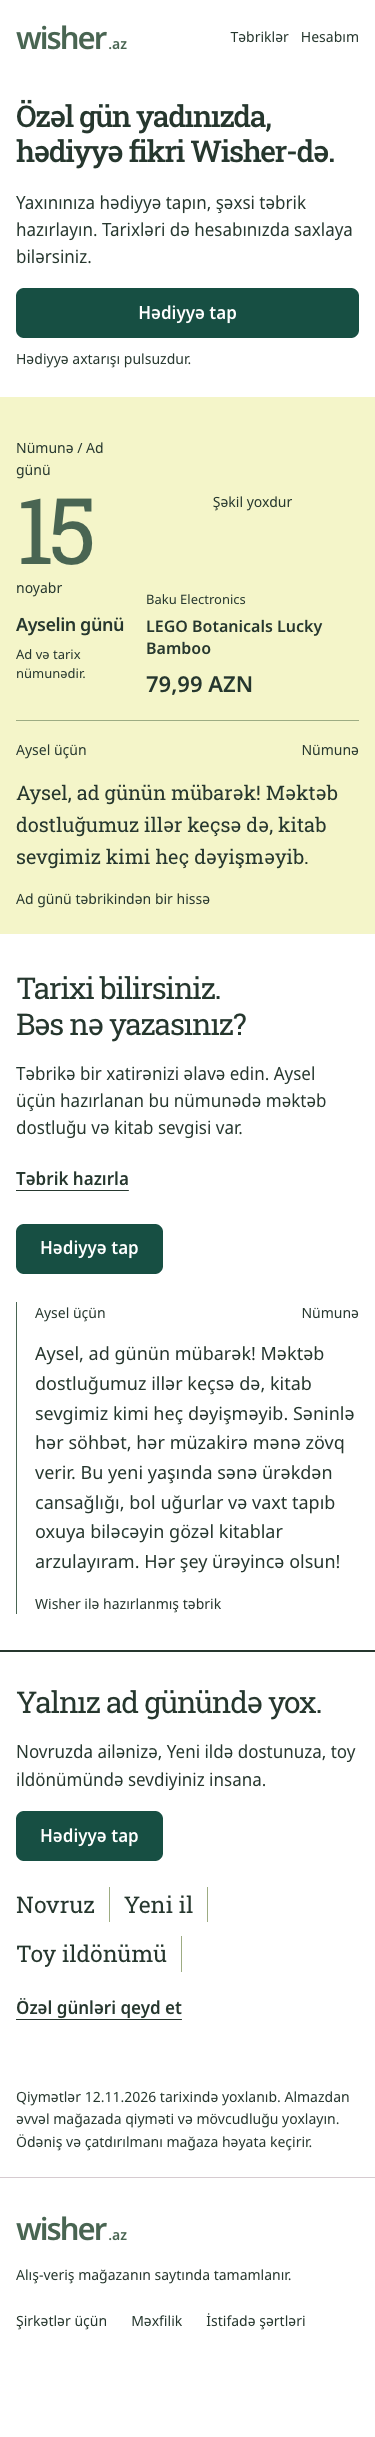 wisher.az
Təbriklər Hesabım
Özəl gün yadınızda,
hədiyyə fikri Wisher-də.
Yaxınınıza hədiyyə tapın, şəxsi təbrik
hazırlayın. Tarixləri də hesabınızda saxlaya
bilərsiniz.
Hədiyyə tap
Hədiyyə axtarışı pulsuzdur.
Nümunə / Ad
günü
15
noyabr
Ayselin günü
Ad və tarix
nümunədir.
Şəkil yoxdur
Baku Electronics
LEGO Botanicals Lucky
Bamboo
79,99 AZN
Aysel üçün
Nümunə
Aysel, ad günün mübarək! Məktəb
dostluğumuz illər keçsə də, kitab
sevgimiz kimi heç dəyişməyib.
Ad günü təbrikindən bir hissə
Tarixi bilirsiniz.
Bəs nə yazasınız?
Təbrikə bir xatirənizi əlavə edin. Aysel
üçün hazırlanan bu nümunədə məktəb
dostluğu və kitab sevgisi var.
Təbrik hazırla
Hədiyyə tap
Aysel üçün
Nümunə
Aysel, ad günün mübarək! Məktəb
dostluğumuz illər keçsə də, kitab
sevgimiz kimi heç dəyişməyib. Səninlə
hər söhbət, hər müzakirə mənə zövq
verir. Bu yeni yaşında sənə ürəkdən
cansağlığı, bol uğurlar və vaxt tapıb
oxuya biləcəyin gözəl kitablar
arzulayıram. Hər şey ürəyincə olsun!
Wisher ilə hazırlanmış təbrik
Yalnız ad günündə yox.
Novruzda ailənizə, Yeni ildə dostunuza, toy
ildönümündə sevdiyiniz insana.
Hədiyyə tap
Novruz
Yeni il
Toy ildönümü
Özəl günləri qeyd et
Qiymətlər 12.11.2026 tarixində yoxlanıb. Almazdan
əvvəl mağazada qiyməti və mövcudluğu yoxlayın.
Ödəniş və çatdırılmanı mağaza həyata keçirir.
wisher.az
Alış-veriş mağazanın saytında tamamlanır.
Şirkətlər üçün Məxfilik İstifadə şərtləri